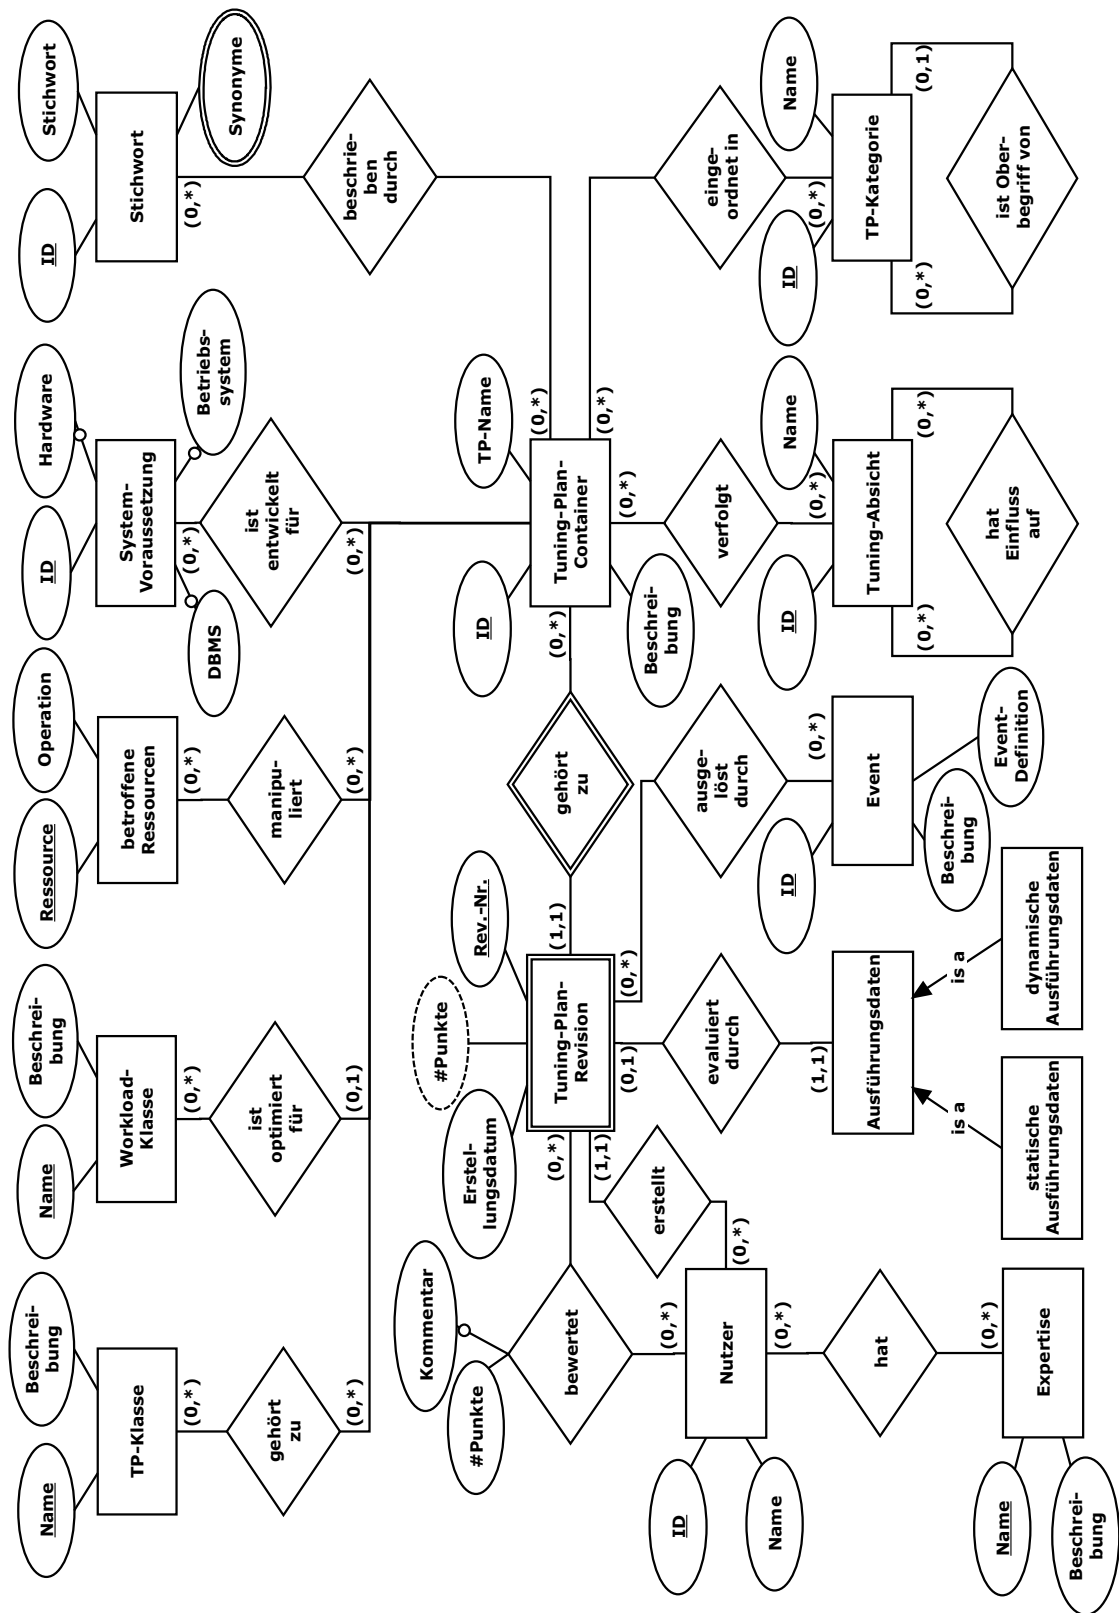 Name
Beschrei-
bung
Name
Beschrei-
bung
Ressource
Operation
ID
Hardware
ID
Stichwort
TP-Klasse
Workload-
Klasse
betroffene
Ressourcen
System-
Voraussetzung
Stichwort
(0,*)
(0,*)
(0,*)
(0,*)
(0,*)
DBMS
Betriebs-
system
Synonyme
gehört
zu
ist
optimiert
für
manipu-
liert
ist
entwickelt
für
beschrie-
ben
durch
(0,*)
(0,1)
(0,*)
(0,*)
Kommentar
#Punkte
#Punkte
Erstel-
lungsdatum
Rev.-Nr.
ID
TP-Name
bewertet
(0,*)
(1,1)
Tuning-Plan-
Revision
(1,1)
gehört
zu
(0,*)
Tuning-Plan-
Container
(0,*)
(0,*)
(0,1)
(0,*)
(0,*)
Beschrei-
bung
(0,*)
erstellt
(0,*)
ID
Name
Nutzer
(0,*)
evaluiert
durch
ausge-
löst
durch
verfolgt
einge-
ordnet in
(0,*)
(1,1)
(0,*)
(0,*)
(0,*)
ID
ID
Name
ID
Name
hat
Ausführungsdaten
Event
Tuning-Absicht
TP-Kategorie
(0,*)
(0,*)
(0,*)
(0,1)
is a
is a
Beschrei-
bung
Event-
Definition
hat
Einfluss
auf
ist Ober-
begriff von
(0,*)
Name
Beschrei-
bung
Expertise
statische
Ausführungsdaten
dynamische
Ausführungsdaten